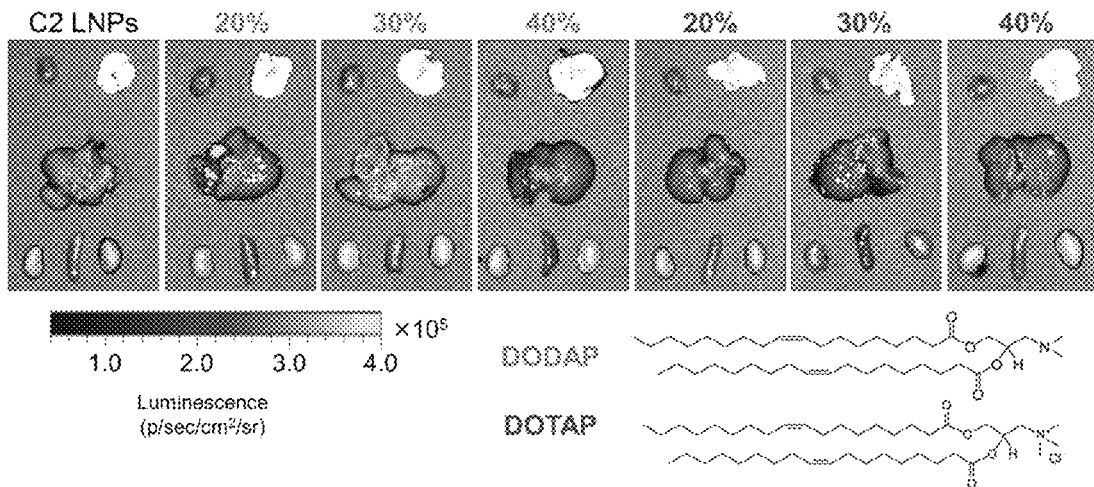 C2 LNPs 20% 30% 40% 20% 30% 40%
×10⁵
1.0 2.0 3.0 4.0
Luminescence
(p/sec/cm²/sr)
DODAP
O
O
N
O
H
O
DOTAP
O
O
N
O
H
Cl
O